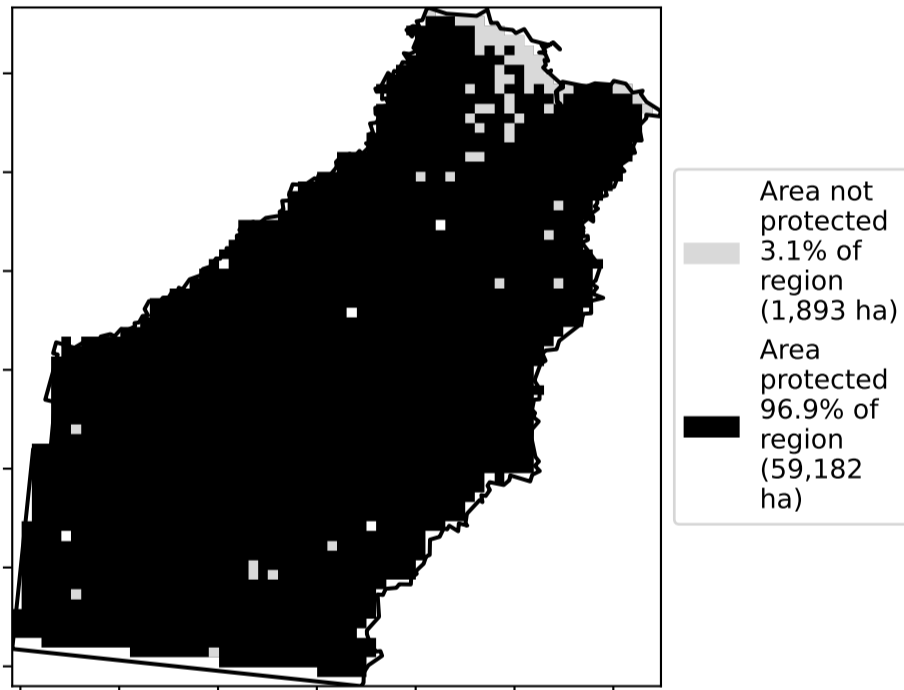 Area not
protected
3.1% of
region
(1,893 ha)
Area
protected
96.9% of
region
(59,182
ha)